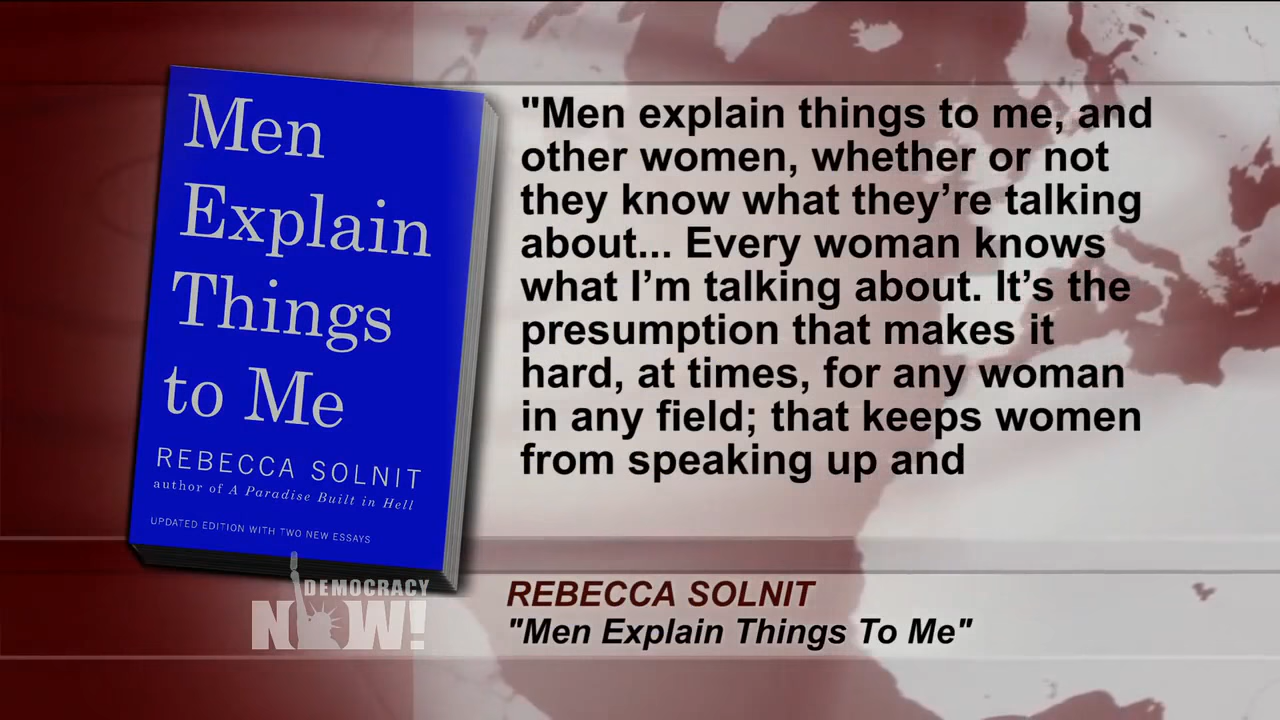 Men
Explain
Things
to Me
REBECCA SOLNIT
author of A Paradise Built in Hell
UPDATED EDITION WITH TWO NEW ESSAYS
"Men explain things to me, and
other women, whether or not
they know what they’re talking
about... Every woman knows
what I’m talking about. It’s the
presumption that makes it
hard, at times, for any woman
in any field; that keeps women
from speaking up and
REBECCA SOLNIT
"Men Explain Things To Me"
DEMOCRACY
NOW!